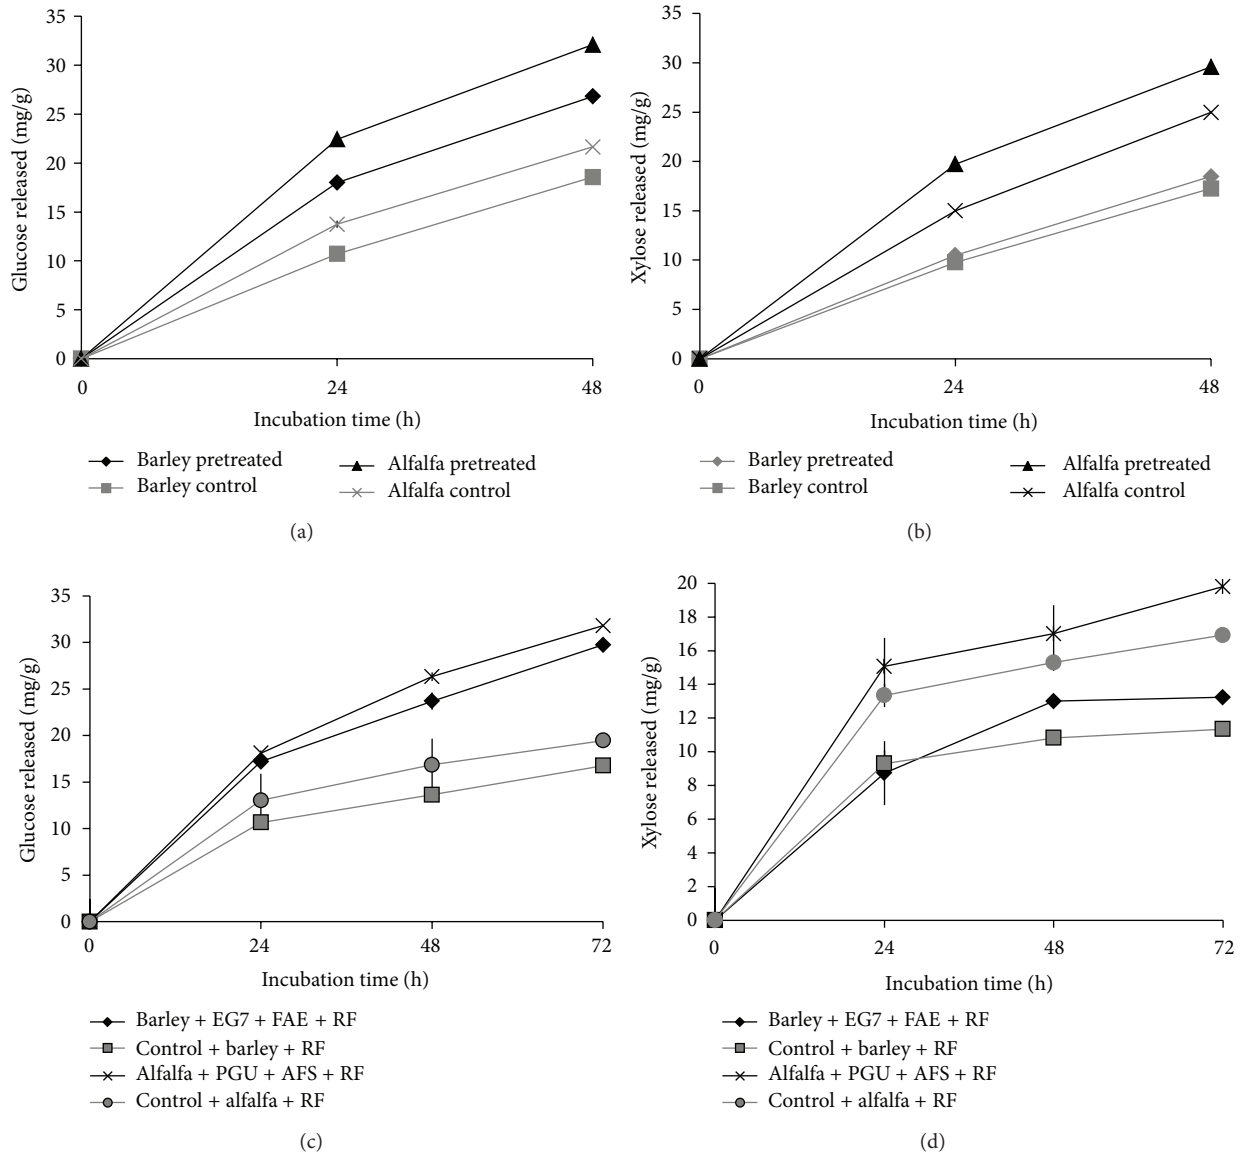 35
30
25
20
15
10
5
0
Glucose released (mg/g)
0 24 48
Incubation time (h)
Barley pretreated
Barley control
Alfalfa pretreated
Alfalfa control
(a)
35
30
25
20
15
10
5
0
Xylose released (mg/g)
0 24 48
Incubation time (h)
Barley pretreated
Barley control
Alfalfa pretreated
Alfalfa control
(b)
35
30
25
20
15
10
5
0
Glucose released (mg/g)
0 24 48 72
Incubation time (h)
Barley + EG7 + FAE + RF
Control + barley + RF
Alfalfa + PGU + AFS + RF
Control + alfalfa + RF
(c)
20
18
16
14
12
10
8
6
4
2
0
Xylose released (mg/g)
0 24 48 72
Incubation time (h)
Barley + EG7 + FAE + RF
Control + barley + RF
Alfalfa + PGU + AFS + RF
Control + alfalfa + RF
(d)